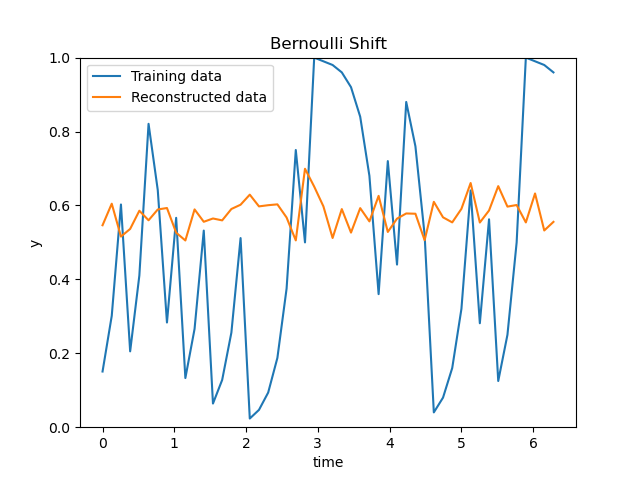 Bernoulli Shift
Training data
Reconstructed data
y
1.0
0.8
0.6
0.4
0.2
0.0
0 1 2 3 4 5 6
time